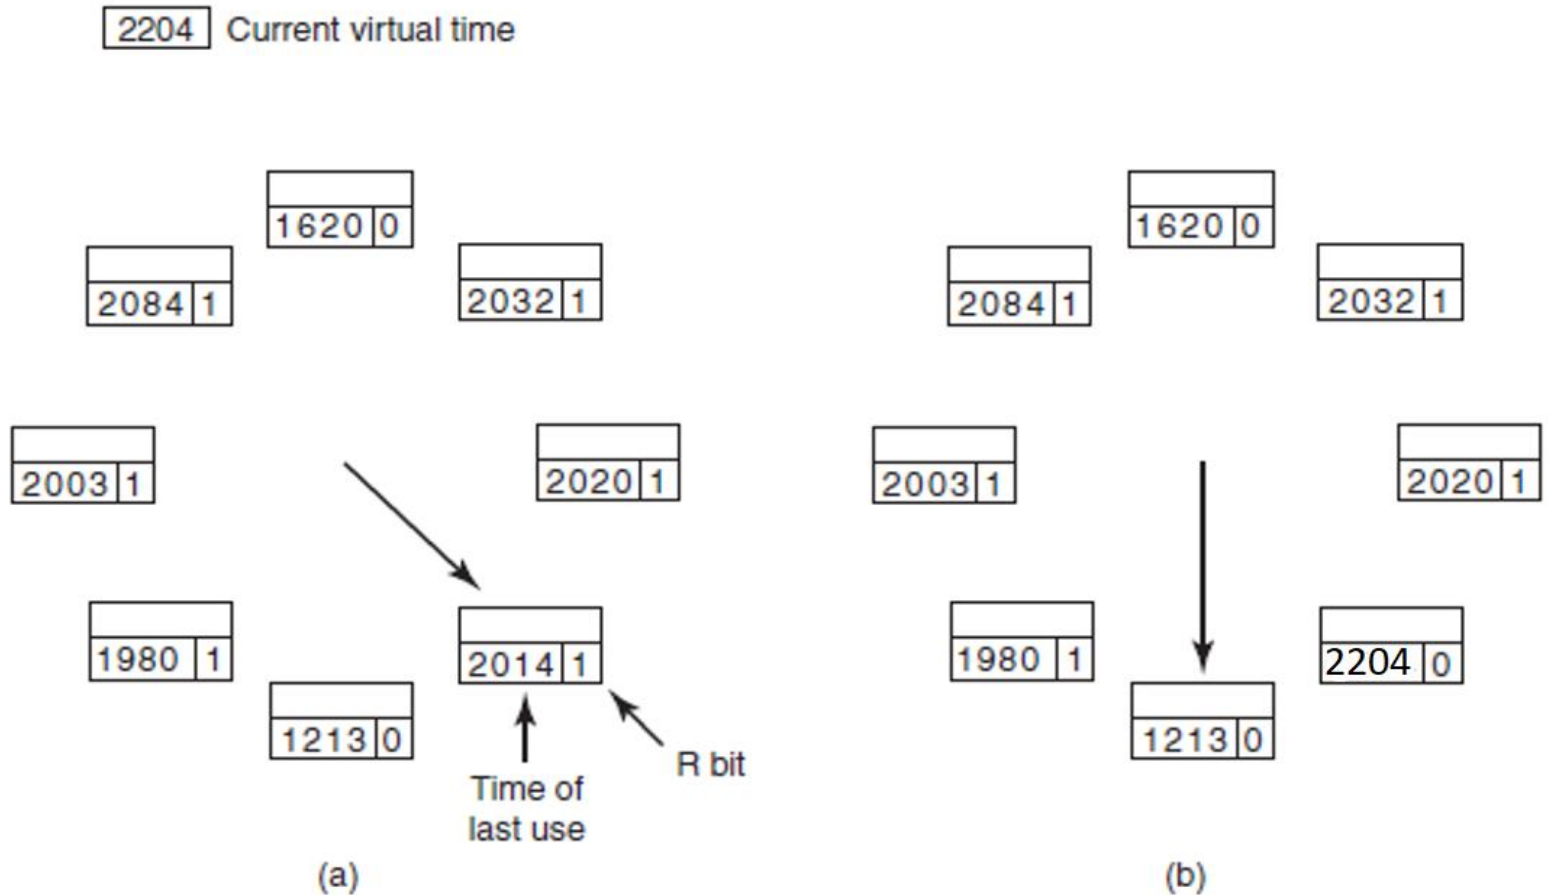 2204 Current virtual time
1620 0
1620 0
2084 1
2032 1
2084 1
2032 1
2003 1
2020 1
2003 1
2020 1
1980 1
2014 1
1980 1
2204 0
1213 0
1213 0
R bit
Time of
last use
(a)
(b)